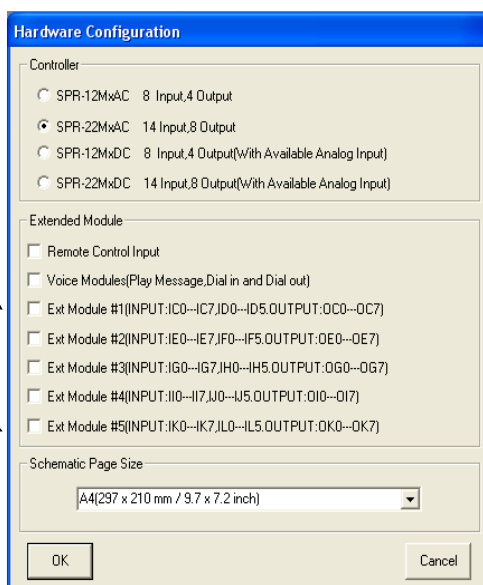 Hardware Configuration
Controller
SPR-12MxAC 8 Input,4 Output
SPR-22MxAC 14 Input,8 Output
SPR-12MxDC 8 Input,4 Output(With Available Analog Input)
SPR-22MxDC 14 Input,8 Output(With Available Analog Input)
Extended Module
Remote Control Input
Voice Modules(Play Message,Dial in and Dial out)
Ext Module #1(INPUT:IC0---IC7,ID0---ID5.OUTPUT:OC0---OC7)
Ext Module #2(INPUT:IE0---IE7,IF0---IF5.OUTPUT:OE0---OE7)
Ext Module #3(INPUT:IG0---IG7,IH0---IH5.OUTPUT:OG0---OG7)
Ext Module #4(INPUT:II0---II7,IJ0---IJ5.OUTPUT:OI0---OI7)
Ext Module #5(INPUT:IK0---IK7,IL0---IL5.OUTPUT:OK0---OK7)
Schematic Page Size
A4(297 x 210 mm / 9.7 x 7.2 inch)
OK Cancel